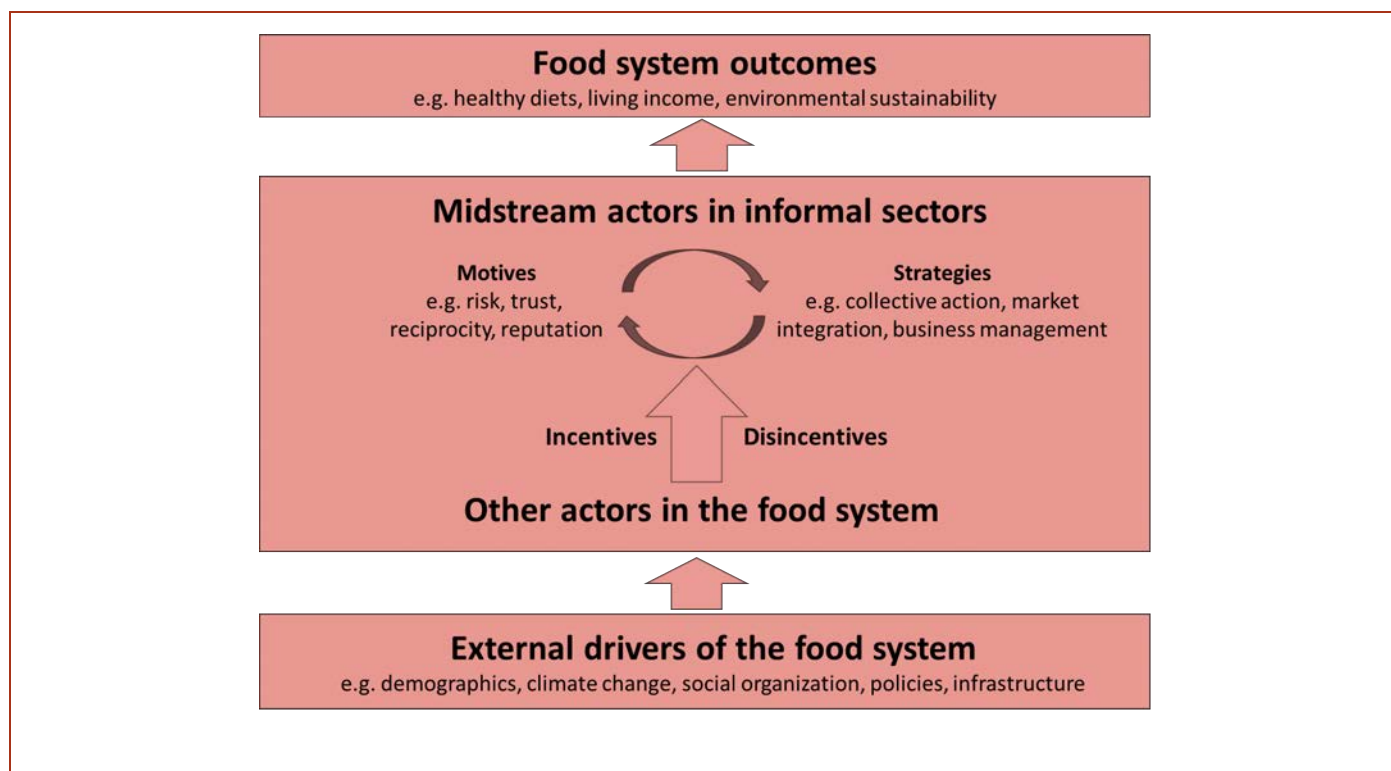 Food system outcomes
e.g. healthy diets, living income, environmental sustainability
Midstream actors in informal sectors
Motives
e.g. risk, trust,
reciprocity, reputation
Strategies
e.g. collective action, market
integration, business management
Incentives
Disincentives
Other actors in the food system
External drivers of the food system
e.g. demographics, climate change, social organization, policies, infrastructure